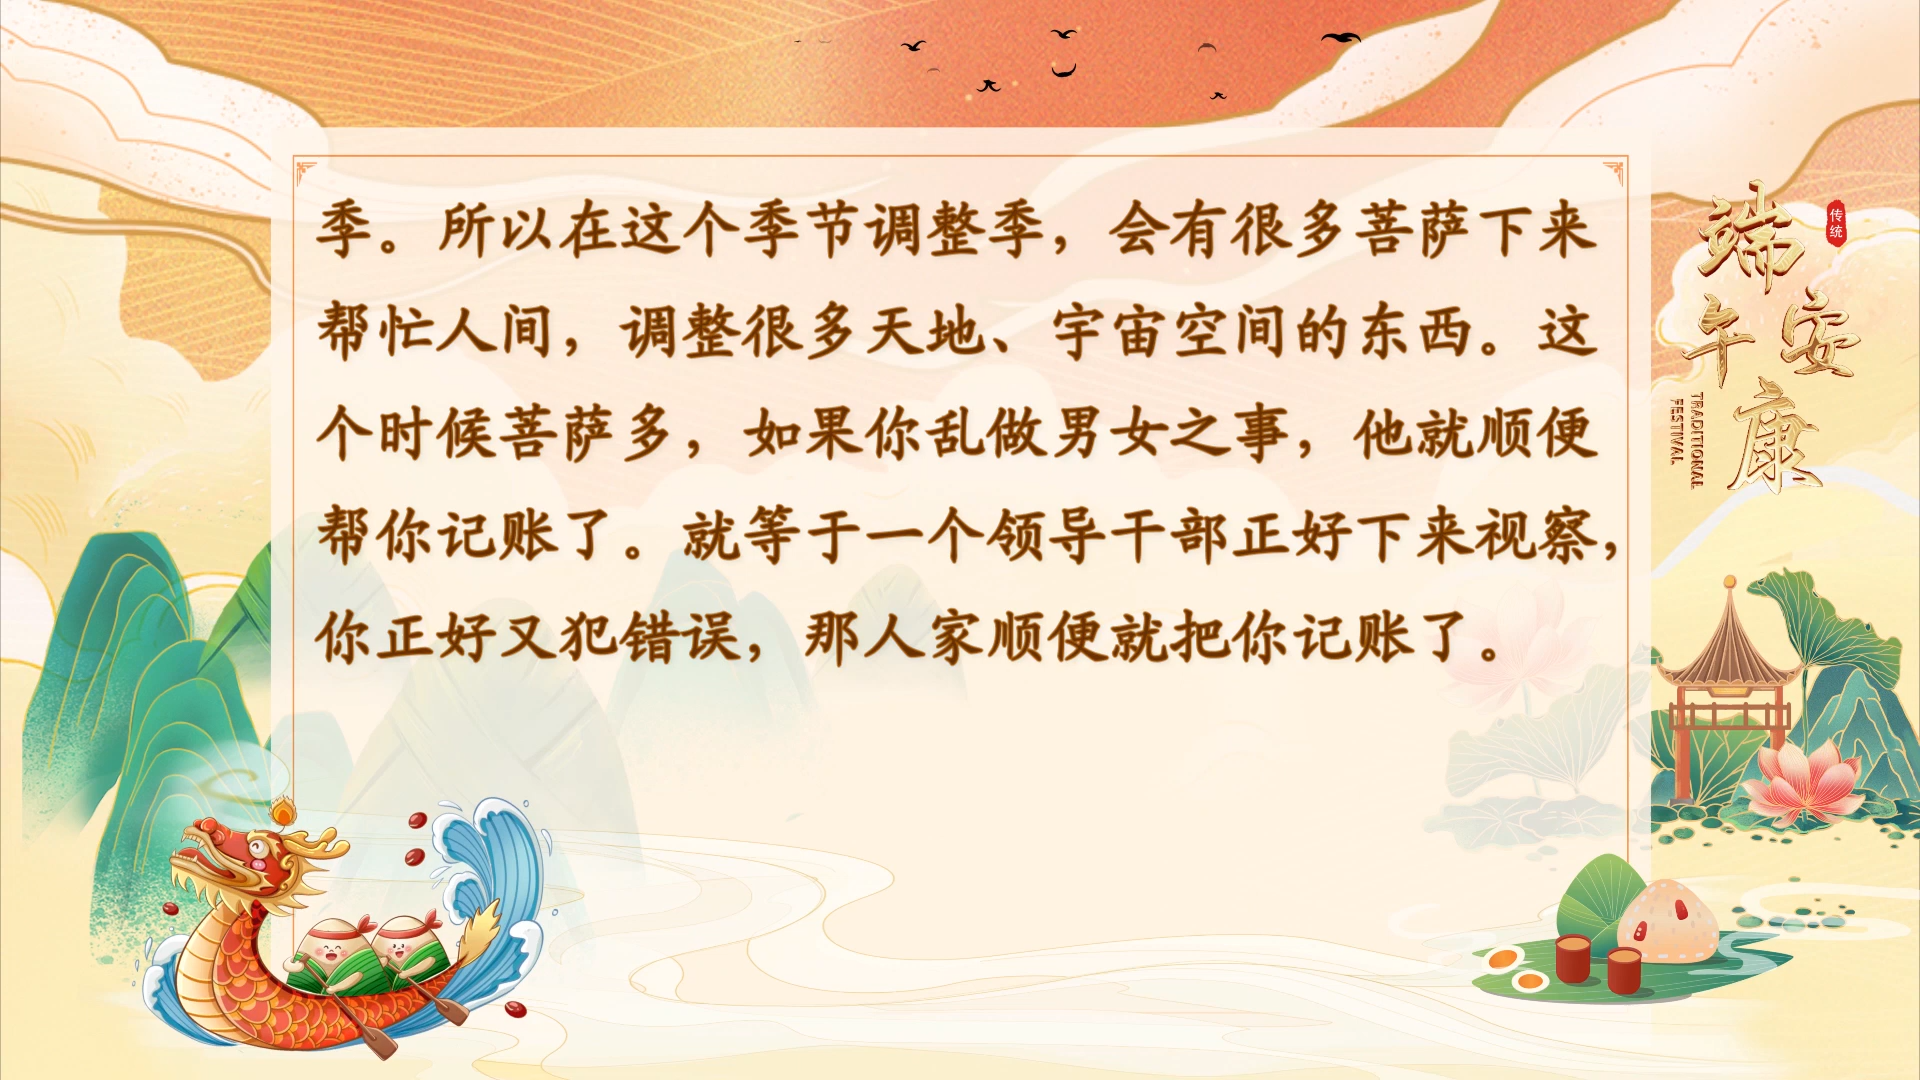 季。所以在这个季节调整季，会有很多菩萨下来
帮忙人间，调整很多天地、宇宙空间的东西。这
个时候菩萨多，如果你乱做男女之事，他就顺便
帮你记账了。就等于一个领导干部正好下来视察，
你正好又犯错误，那人家顺便就把你记账了。
端午安康
传统
TRADITIONAL
FESTIVAL